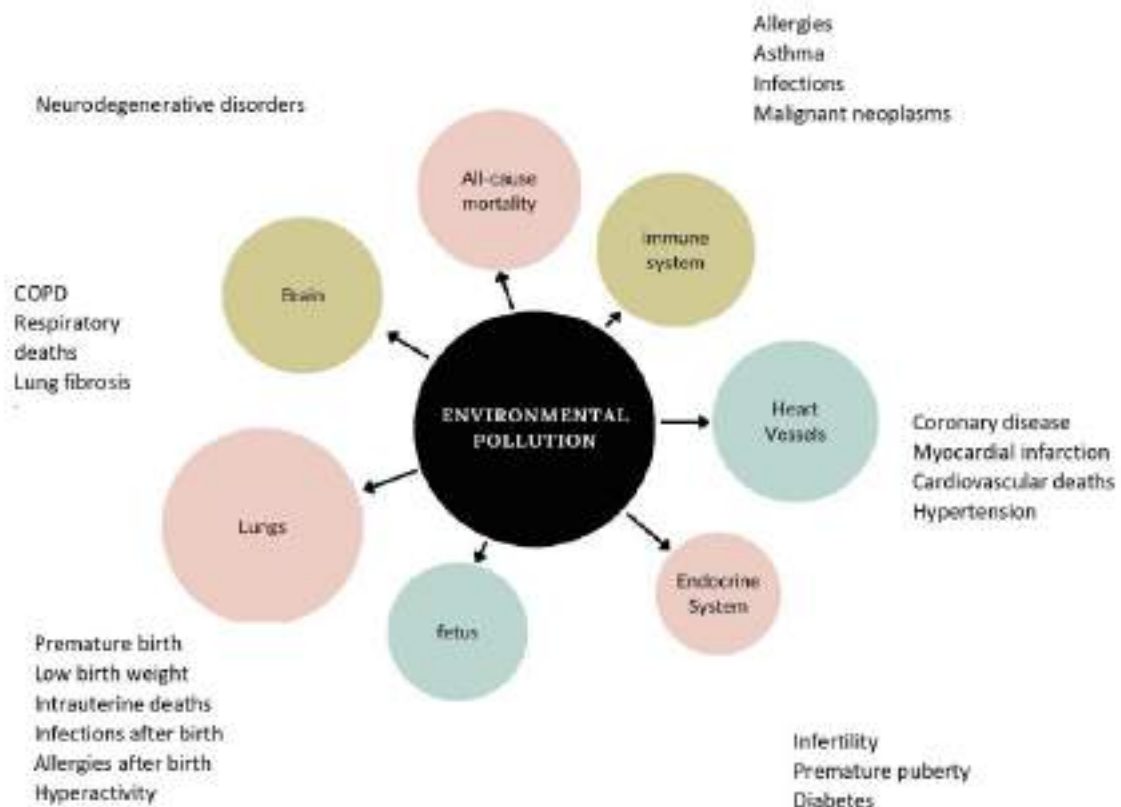 Allergies
Asthma
Infections
Malignant neoplasms
Neurodegenerative disorders
All-cause
mortality
Immune
system
Brain
COPD
Respiratory
deaths
Lung fibrosis
ENVIRONMENTAL
POLLUTION
Heart
Vessels
Coronary disease
Myocardial infarction
Cardiovascular deaths
Hypertension
Lungs
Endocrine
System
fetus
Premature birth
Low birth weight
Intrauterine deaths
Infections after birth
Allergies after birth
Hyperactivity
Infertility
Premature puberty
Diabetes